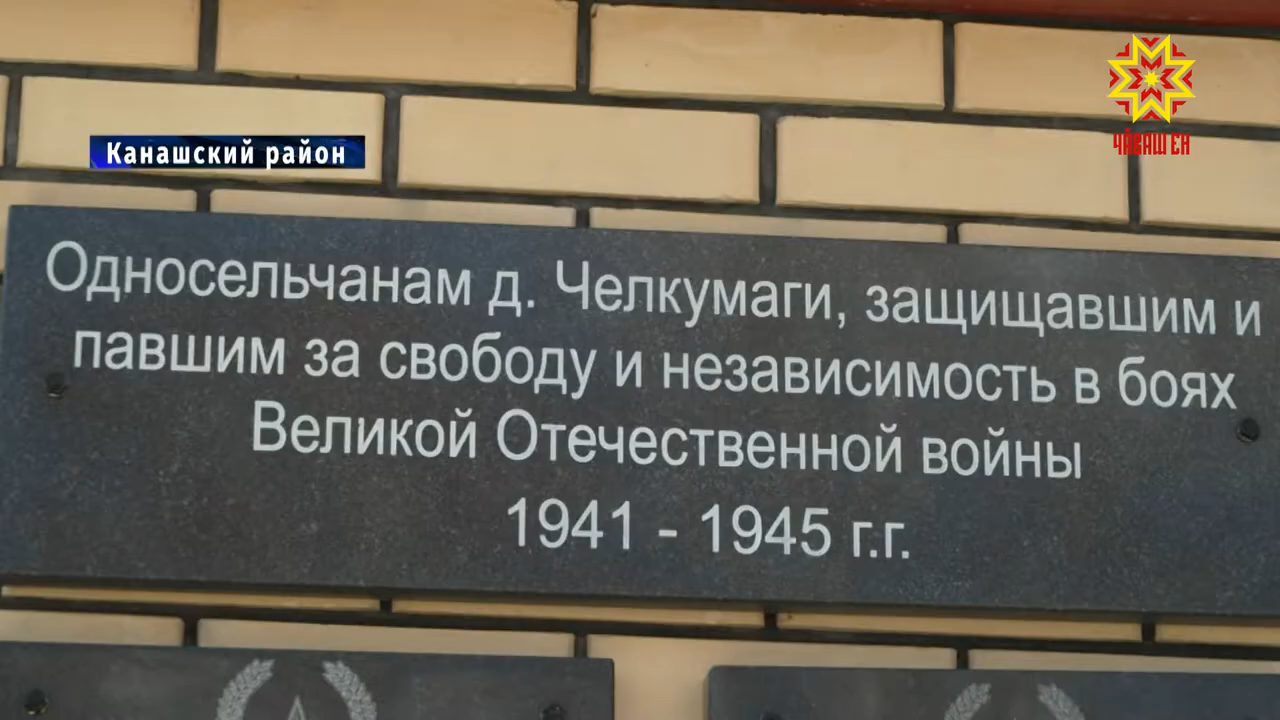 ЧӐВАШ ЕН
Канашский район
Односельчанам д. Челкумаги, защищавшим и
павшим за свободу и независимость в боях
Великой Отечественной войны
1941 - 1945 г.г.